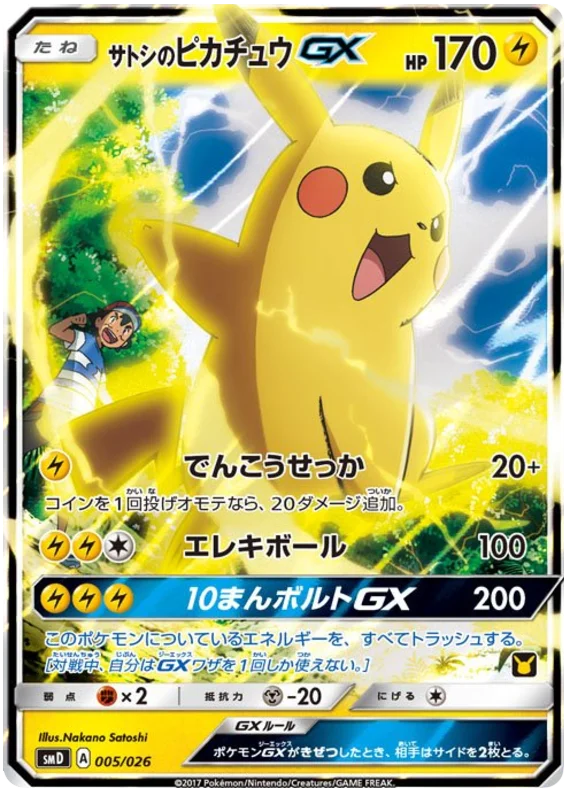 たね サトシのピカチュウGX HP 170
でんこうせっか 20+
コインを1回投げオモテなら、20ダメージ追加。
エレキボール 100
10まんボルトGX 200
このポケモンについているエネルギーを、すべてトラッシュする。
[対戦中、自分はGXワザを1回しか使えない。]
弱点 ×2 抵抗力 -20 にげる
Illus.Nakano Satoshi
GXルール
ポケモンGXがきぜつしたとき、相手はサイドを2枚とる。
SMD A 005/026
©2017 Pokémon/Nintendo/Creatures/GAME FREAK.